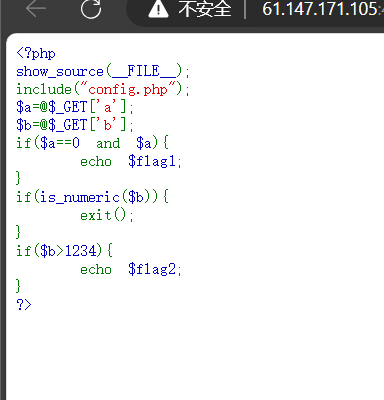 不安全 61.147.171.105:
<?php
show_source(__FILE__);
include("config.php");
$a=@$_GET['a'];
$b=@$_GET['b'];
if($a==0 and $a){
echo $flag1;
}
if(is_numeric($b)){
exit();
}
if($b>1234){
echo $flag2;
}
?>